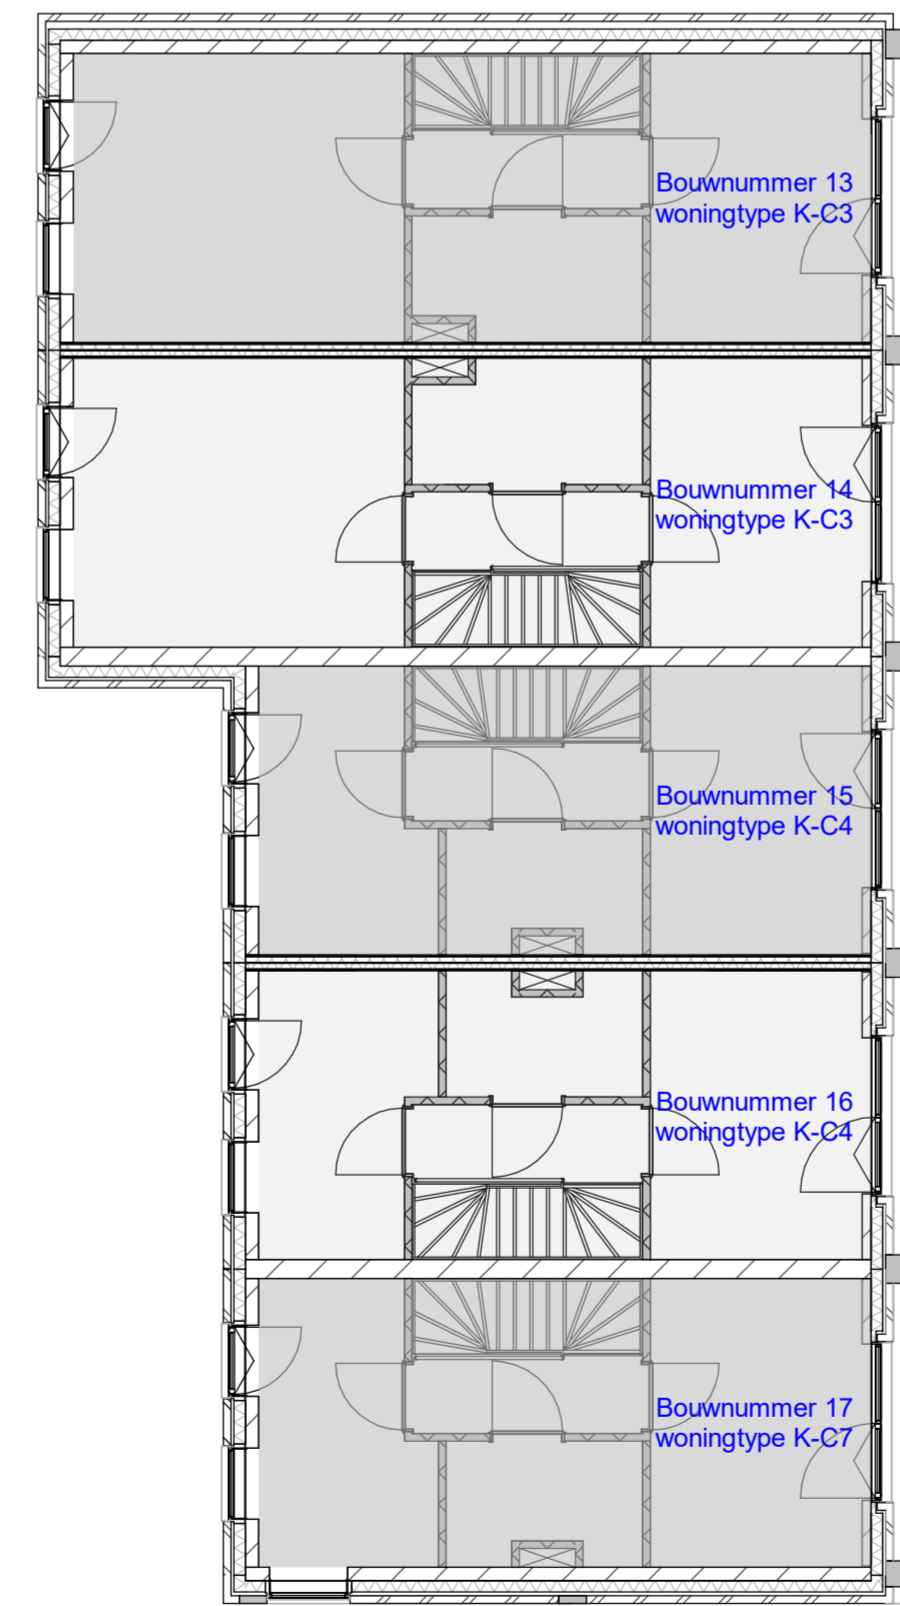 Bouwnummer 13
woningtype K-C3
Bouwnummer 14
woningtype K-C3
Bouwnummer 15
woningtype K-C4
Bouwnummer 16
woningtype K-C4
Bouwnummer 17
woningtype K-C7